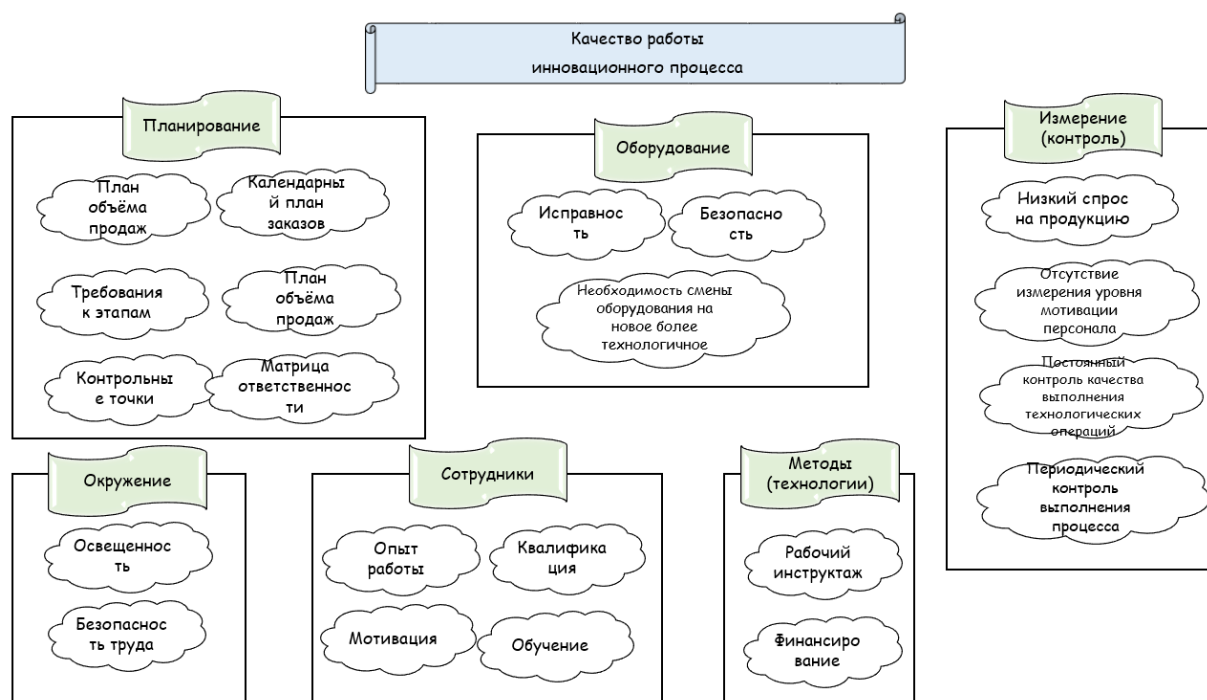 Качество работы
инновационного процесса
Планирование
План
объёма
продаж
Календарны
й план
заказов
Требования
к этапам
План
объёма
продаж
Контрольны
е точки
Матрица
ответственнос
ти
Оборудование
Исправнос
ть
Безопасно
сть
Необходимость смены
оборудования на
новое более
технологичное
Измерение
(контроль)
Низкий спрос
на продукцию
Отсутствие
измерения уровня
мотивации
персонала
Постоянный
контроль качества
выполнения
технологических
операций
Периодический
контроль
выполнения
процесса
Окружение
Освещеннос
ть
Безопаснос
ть труда
Сотрудники
Опыт
работы
Квалифика
ция
Мотивация
Обучение
Методы
(технологии)
Рабочий
инструктаж
Финансиро
вание